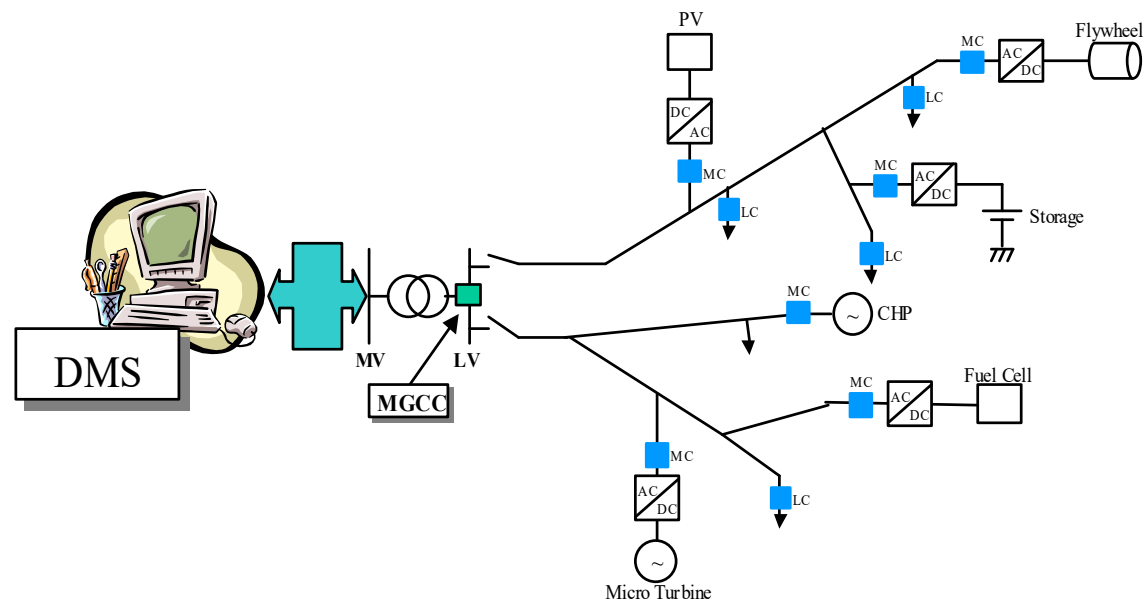 PV
Flywheel
MC
AC
DC
LC
DC
AC
MC
LC
MC
AC
DC
Storage
LC
MC
~
CHP
DMS
MV
LV
MGCC
Fuel Cell
MC
AC
DC
MC
AC
DC
LC
~
Micro Turbine